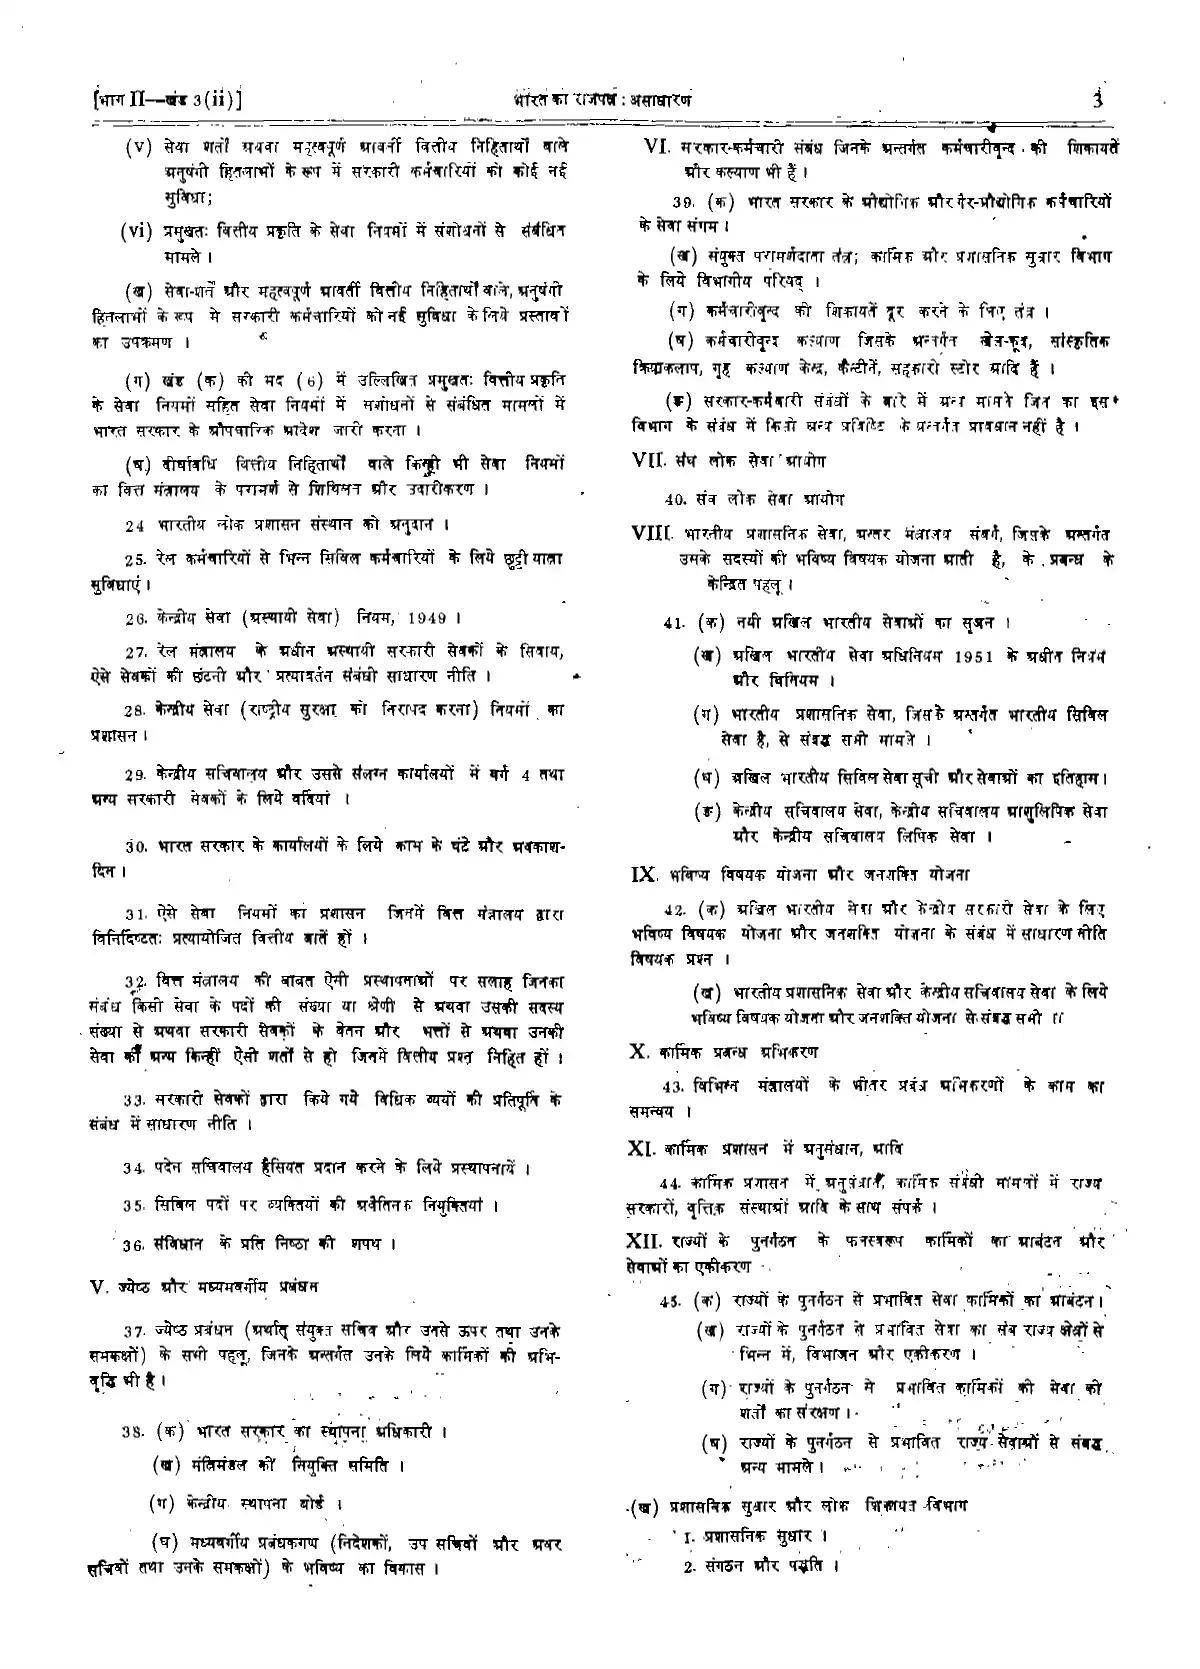 [भाग II—खंड 3(ii)]
भारत का राजपत्र : असाधारण
3
(v) सेवा शर्तों अथवा महत्वपूर्ण आवर्ती वित्तीय निहितार्थों वाले
अनुषंगी हितलाभों के रूप में सरकारी कर्मचारियों को कोई नई
सुविधा;
(vi) प्रमुखतः वित्तीय प्रकृति के सेवा नियमों में संशोधनों से संबंधित
मामले ।
(ख) सेवा-शर्तें और महत्वपूर्ण आवर्ती वित्तीय निहितार्थों वाले, अनुषंगी
हितलाभों के रूप में सरकारी कर्मचारियों को नई सुविधा के लिये प्रस्तावों
का उपक्रमण ।
(ग) खंड (क) की मद (6) में उल्लिखित प्रमुखतः वित्तीय प्रकृति
के सेवा नियमों सहित सेवा नियमों में संशोधनों से संबंधित मामलों में
भारत सरकार के औपचारिक आदेश जारी करना ।
(घ) दीर्घावधि वित्तीय निहितार्थों वाले किन्हीं भी सेवा नियमों
का वित्त मंत्रालय के परामर्श से शिथिलन और उदारीकरण ।
24 भारतीय लोक प्रशासन संस्थान को अनुदान ।
25. रेल कर्मचारियों से भिन्न सिविल कर्मचारियों के लिये छुट्टी यात्रा
सुविधाएं ।
26. केन्द्रीय सेवा (अस्थायी सेवा) नियम, 1949 ।
27. रेल मंत्रालय के अधीन अस्थायी सरकारी सेवकों के सिवाय,
ऐसे सेवकों की छंटनी और प्रत्यावर्तन संबंधी साधारण नीति ।
28. केन्द्रीय सेवा (राष्ट्रीय सुरक्षा को निरापद करना) नियमों का
प्रशासन ।
29. केन्द्रीय सचिवालय और उससे संलग्न कार्यालयों में वर्ग 4 तथा
अन्य सरकारी सेवकों के लिये वर्दियां ।
30. भारत सरकार के कार्यालयों के लिये काम के घंटे और अवकाश-
दिन ।
31. ऐसे सेवा नियमों का प्रशासन जिनमें वित्त मंत्रालय द्वारा
विनिर्दिष्टतः प्रत्यायोजित वित्तीय बातें हों ।
32. वित्त मंत्रालय की बाबत ऐसी प्रस्थापनाओं पर सलाह जिनका
संबंध किसी सेवा के पदों की संख्या या श्रेणी से अथवा उसकी सदस्य
संख्या से अथवा सरकारी सेवकों के वेतन और भत्तों से अथवा उनकी
सेवा की अन्य किन्हीं ऐसी शर्तों से हो जिनमें वित्तीय प्रश्न निहित हों ।
33. सरकारी सेवकों द्वारा किये गये विधिक व्ययों की प्रतिपूर्ति के
संबंध में साधारण नीति ।
34. पदेन सचिवालय हैसियत प्रदान करने के लिये प्रस्थापनायें ।
35. सिविल पदों पर व्यक्तियों की अवैतनिक नियुक्तियां ।
36. संविधान के प्रति निष्ठा की शपथ ।
V. ज्येष्ठ और मध्यमवर्गीय प्रबंधन
37. ज्येष्ठ प्रबंधन (अर्थात् संयुक्त सचिव और उनसे ऊपर तथा उनके
समकक्षों) के सभी पहलू, जिनके अन्तर्गत उनके लिये कार्मिकों की अभि-
वृद्धि भी है ।
38. (क) भारत सरकार का स्थापना अधिकारी ।
(ख) मंत्रिमंडल की नियुक्ति समिति ।
(ग) केन्द्रीय स्थापना बोर्ड ।
(घ) मध्यवर्गीय प्रबंधकगण (निदेशकों, उप सचिवों और अवर
सचिवों तथा उनके समकक्षों) के भविष्य का विकास ।
VI. सरकार-कर्मचारी संबंध जिनके अन्तर्गत कर्मचारीवृन्द की शिकायतें
और कल्याण भी हैं ।
39. (क) भारत सरकार के औद्योगिक और गैर-औद्योगिक कर्मचारियों
के सेवा संगम ।
(ख) संयुक्त परामर्शदाता तंत्र; कार्मिक और प्रशासनिक सुधार विभाग
के लिये विभागीय परिषद् ।
(ग) कर्मचारीवृन्द की शिकायतें दूर करने के लिए तंत्र ।
(घ) कर्मचारीवृन्द कल्याण जिसके अन्तर्गत खेल-कूद, सांस्कृतिक
क्रियाकलाप, गृह कल्याण केन्द्र, कैन्टीनें, सहकारी स्टोर आदि हैं ।
(ङ) सरकार-कर्मचारी संबंधों के बारे में अन्य मामले जिन का इस
विभाग के संबंध में किसी अन्य प्रविष्टि के अन्तर्गत प्रावधान नहीं है ।
VII. संघ लोक सेवा आयोग
40. संघ लोक सेवा आयोग
VIII. भारतीय प्रशासनिक सेवा, अन्तर मंत्रालय संवर्ग, जिसके अन्तर्गत
उसके सदस्यों की भविष्य विषयक योजना आती है, के प्रबन्ध के
केन्द्रित पहलू ।
41. (क) नयी अखिल भारतीय सेवाओं का सृजन ।
(ख) अखिल भारतीय सेवा अधिनियम 1951 के अधीन नियम
और विनियम ।
(ग) भारतीय प्रशासनिक सेवा, जिसके अन्तर्गत भारतीय सिविल
सेवा है, से संबद्ध सभी मामले ।
(घ) अखिल भारतीय सिविल सेवा सूची और सेवाओं का इतिहास ।
(ङ) केन्द्रीय सचिवालय सेवा, केन्द्रीय सचिवालय आशुलिपिक सेवा
और केन्द्रीय सचिवालय लिपिक सेवा ।
IX. भविष्य विषयक योजना और जनशक्ति योजना
42. (क) अखिल भारतीय सेवा और केन्द्रीय सरकारी सेवा के लिए
भविष्य विषयक योजना और जनशक्ति योजना के संबंध में साधारण नीति
विषयक प्रश्न ।
(ख) भारतीय प्रशासनिक सेवा और केन्द्रीय सचिवालय सेवा के लिये
भविष्य विषयक योजना और जनशक्ति योजना से संबद्ध सभी ।।
X. कार्मिक प्रबन्ध अभिकरण
43. विभिन्न मंत्रालयों के भीतर प्रबंध अभिकरणों के काम का
समन्वय ।
XI. कार्मिक प्रशासन में अनुसंधान, आदि
44. कार्मिक प्रशासन में अनुसंधान, कार्मिक संबंधी मामलों में राज्य
सरकारों, वृत्तिक संस्थाओं आदि के साथ संपर्क ।
XII. राज्यों के पुनर्गठन के फलस्वरूप कार्मिकों का आबंटन और
सेवाओं का एकीकरण
45. (क) राज्यों के पुनर्गठन से प्रभावित सेवा कार्मिकों का आबंटन ।
(ख) राज्यों के पुनर्गठन से प्रभावित सेवा का संघ राज्य क्षेत्रों से
भिन्न में, विभाजन और एकीकरण ।
(ग) राज्यों के पुनर्गठन से प्रभावित कार्मिकों की सेवा की
शर्तों का संरक्षण ।
(घ) राज्यों के पुनर्गठन से प्रभावित राज्य सेवाओं से संबद्ध
अन्य मामले ।
(ख) प्रशासनिक सुधार और लोक शिकायत विभाग
1. प्रशासनिक सुधार ।
2. संगठन और पद्धति ।